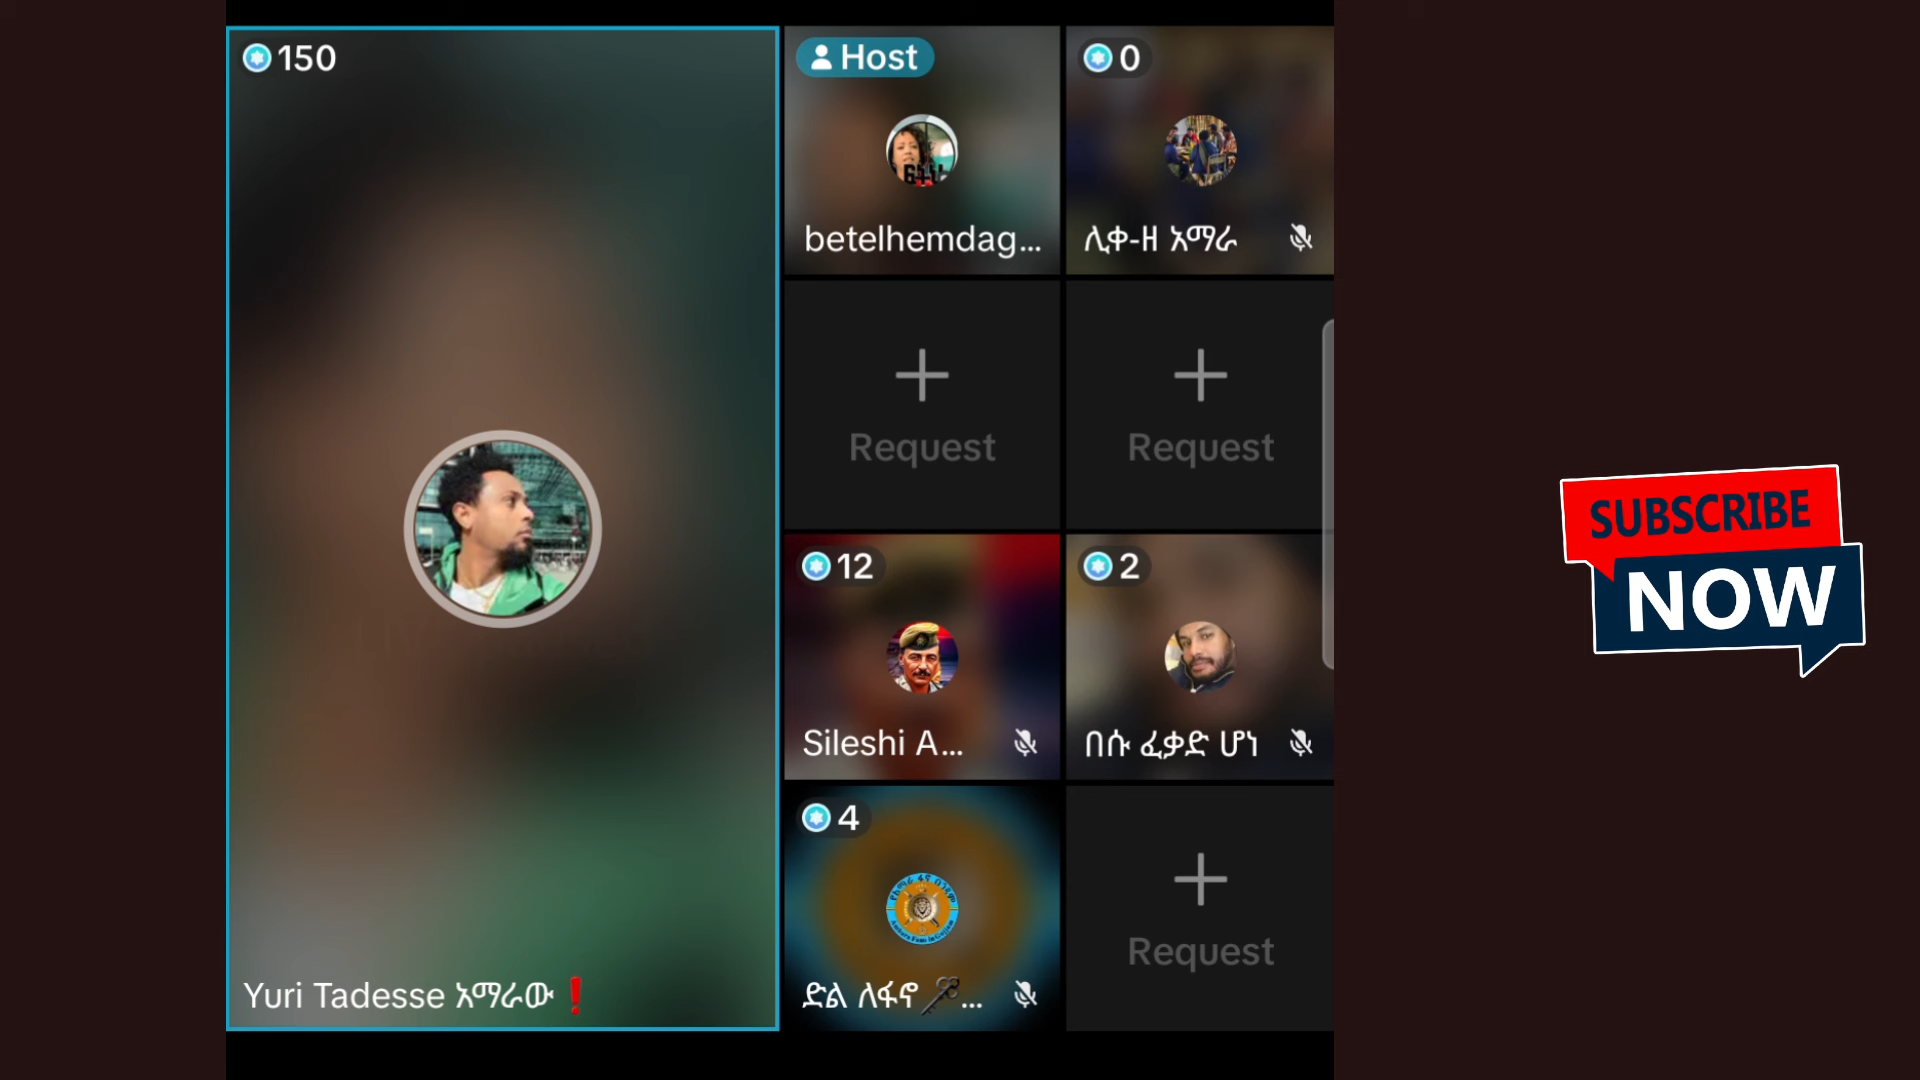 150
Host
0
betelhemdag...
ሊቀ-ዘ አማራ
Request
Request
12
2
Sileshi A...
በሱ ፈቃድ ሆነ
4
ድል ለፋኖ ...
Request
Yuri Tadesse አማራው❗
SUBSCRIBE
NOW